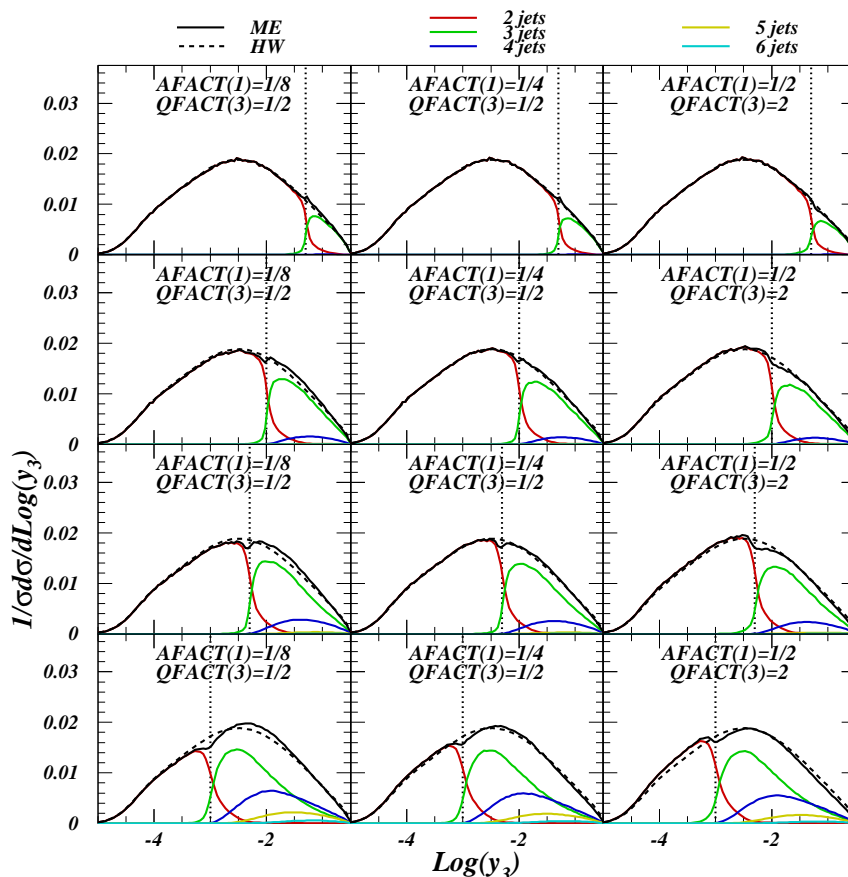 ME
HW
2 jets
3 jets
4 jets
5 jets
6 jets
1/σdσ/dLog(y3)
0.03
0.02
0.01
0
AFACT(1)=1/8
QFACT(3)=1/2
AFACT(1)=1/4
QFACT(3)=1/2
AFACT(1)=1/2
QFACT(3)=2
0.03
0.02
0.01
0
AFACT(1)=1/8
QFACT(3)=1/2
AFACT(1)=1/4
QFACT(3)=1/2
AFACT(1)=1/2
QFACT(3)=2
0.03
0.02
0.01
0
AFACT(1)=1/8
QFACT(3)=1/2
AFACT(1)=1/4
QFACT(3)=1/2
AFACT(1)=1/2
QFACT(3)=2
0.03
0.02
0.01
0
AFACT(1)=1/8
QFACT(3)=1/2
AFACT(1)=1/4
QFACT(3)=1/2
AFACT(1)=1/2
QFACT(3)=2
-4 -2 -4 -2 -4 -2
Log(y3)